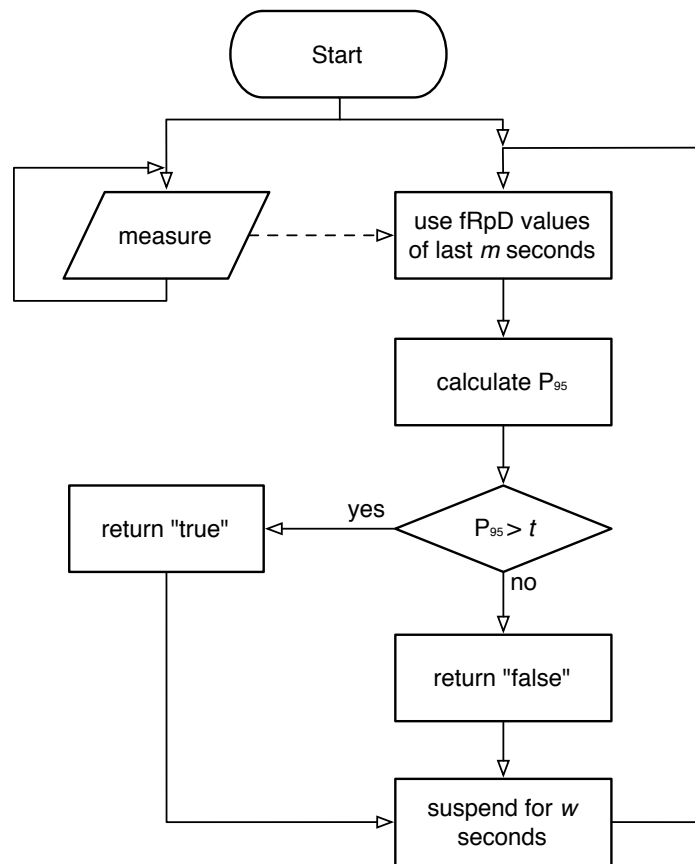 Start
measure
use fRpD values
of last m seconds
calculate P₉₅
P₉₅ > t
yes
no
return "true"
return "false"
suspend for w
seconds